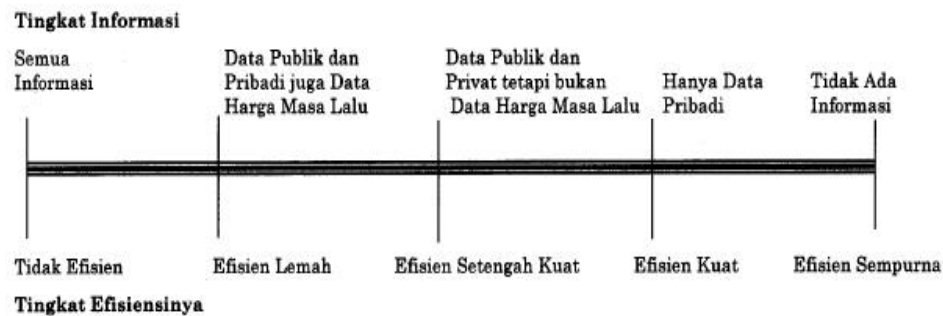 Tingkat Informasi
Semua
Informasi
Data Publik dan
Pribadi juga Data
Harga Masa Lalu
Data Publik dan
Privat tetapi bukan
Data Harga Masa Lalu
Hanya Data
Pribadi
Tidak Ada
Informasi
Tidak Efisien
Efisien Lemah
Efisien Setengah Kuat
Efisien Kuat
Efisien Sempurna
Tingkat Efisiensinya